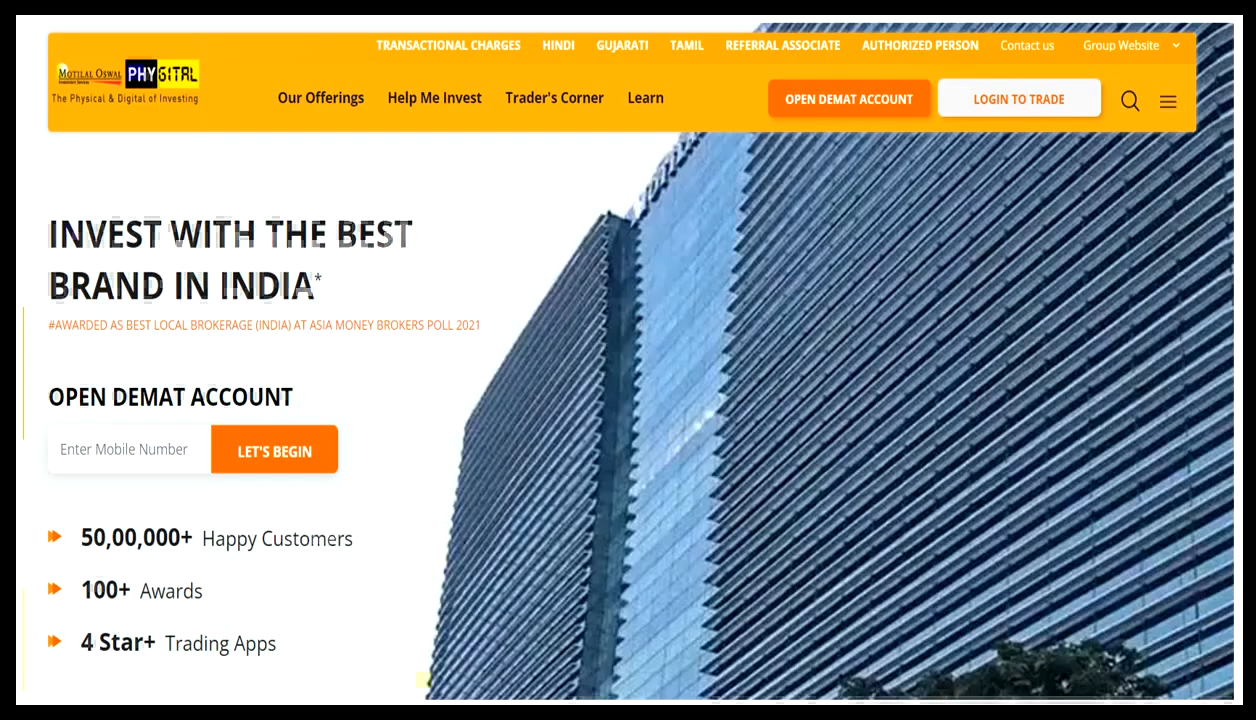 TRANSACTIONAL CHARGES HINDI GUJARATI TAMIL REFERRAL ASSOCIATE AUTHORIZED PERSON Contact us Group Website
MOTILAL OSWAL PHYGITAL
The Physical & Digital of Investing
Our Offerings Help Me Invest Trader's Corner Learn
OPEN DEMAT ACCOUNT LOGIN TO TRADE
INVEST WITH THE BEST
BRAND IN INDIA*
#AWARDED AS BEST LOCAL BROKERAGE (INDIA) AT ASIA MONEY BROKERS POLL 2021
OPEN DEMAT ACCOUNT
Enter Mobile Number LET'S BEGIN
50,00,000+ Happy Customers
100+ Awards
4 Star+ Trading Apps